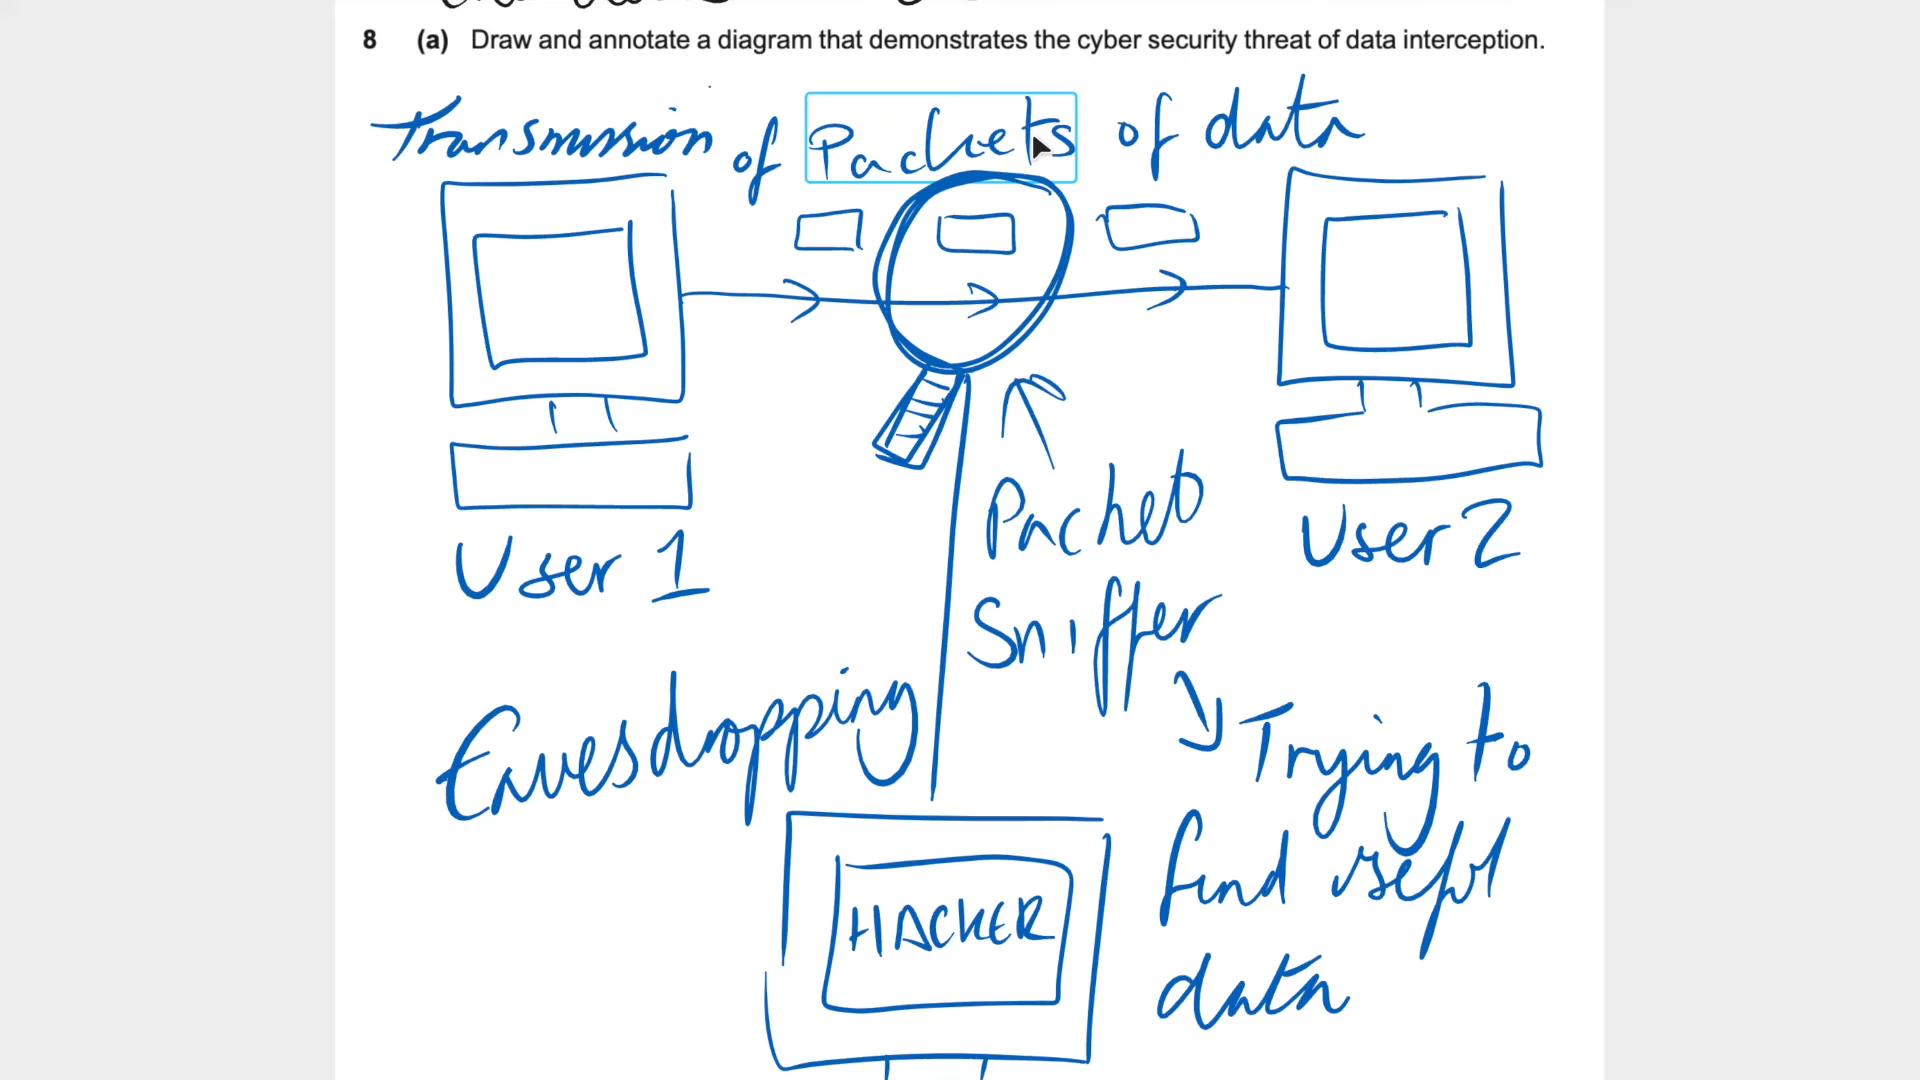 8 (a) Draw and annotate a diagram that demonstrates the cyber security threat of data interception.
Transmission of Packets of data
User 1
User 2
Packet
Sniffer
Eavesdropping
Trying to
find useful
data
HACKER